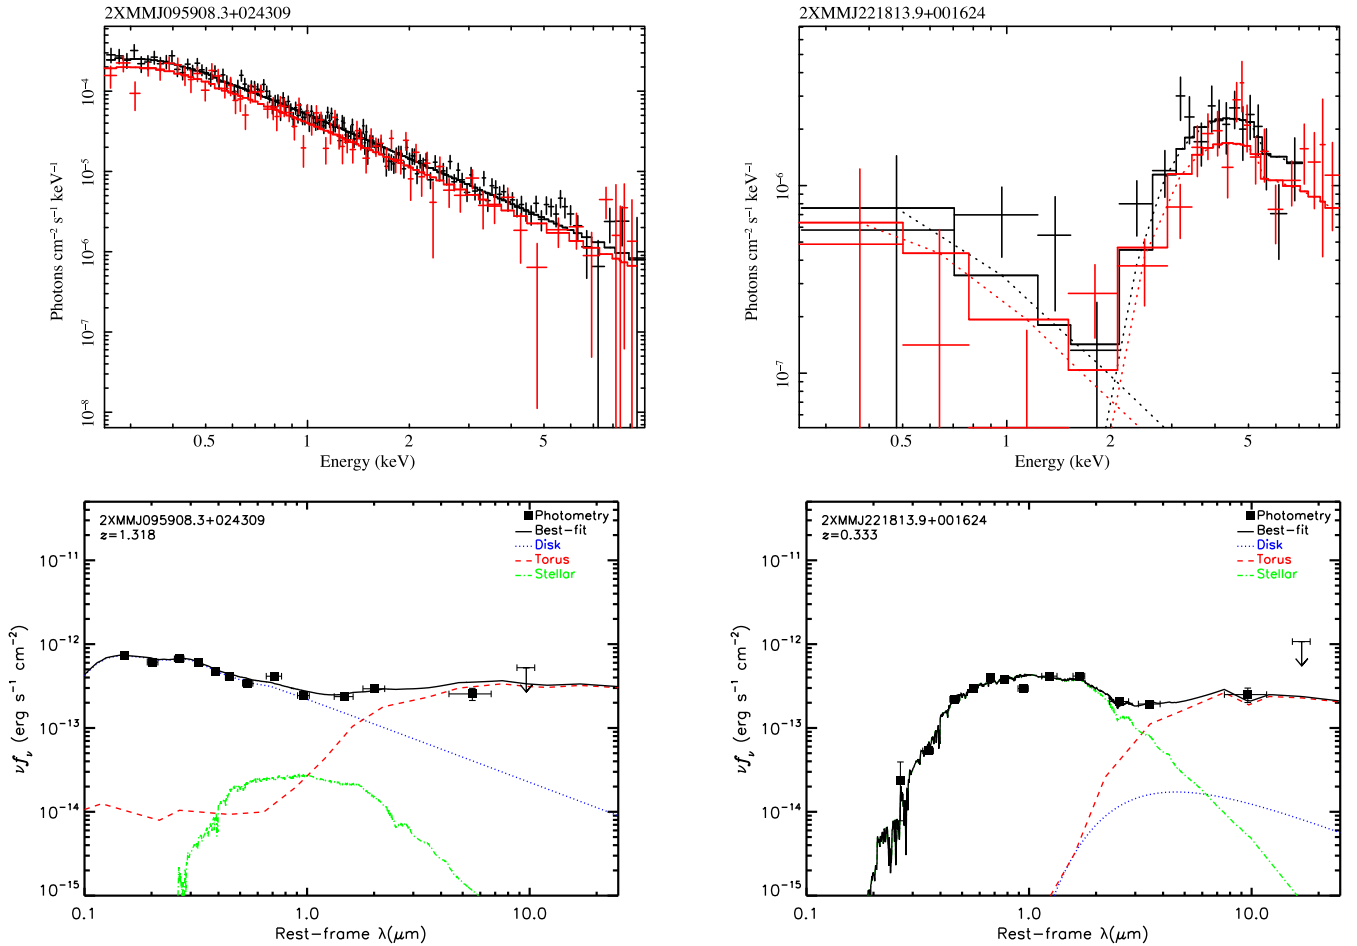 2XMMJ095908.3+024309
Photons cm⁻² s⁻¹ keV⁻¹
10⁻⁴
10⁻⁵
10⁻⁶
10⁻⁷
10⁻⁸
0.5 1 2 5
Energy (keV)
2XMMJ221813.9+001624
Photons cm⁻² s⁻¹ keV⁻¹
10⁻⁶
10⁻⁷
0.5 1 2 5
Energy (keV)
2XMMJ095908.3+024309
z=1.318
Photometry
Best-fit
Disk
Torus
Stellar
νfᵥ (erg s⁻¹ cm⁻²)
10⁻¹¹
10⁻¹²
10⁻¹³
10⁻¹⁴
10⁻¹⁵
0.1 1.0 10.0
Rest-frame λ(μm)
2XMMJ221813.9+001624
z=0.333
Photometry
Best-fit
Disk
Torus
Stellar
νfᵥ (erg s⁻¹ cm⁻²)
10⁻¹¹
10⁻¹²
10⁻¹³
10⁻¹⁴
10⁻¹⁵
0.1 1.0 10.0
Rest-frame λ(μm)